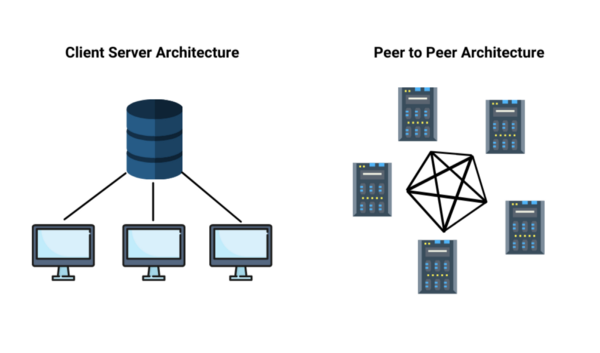 Client Server Architecture
Peer to Peer Architecture